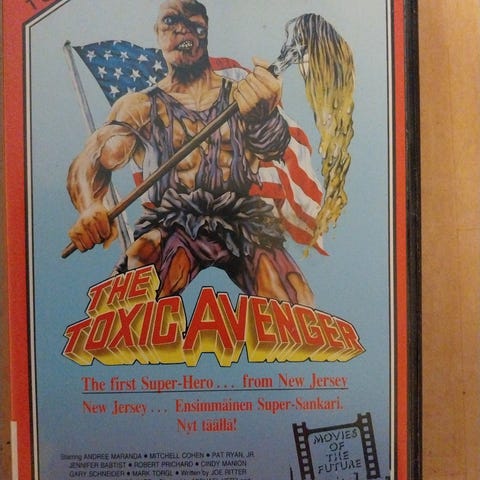 THE
TOXIC AVENGER
The first Super-Hero... from New Jersey
New Jersey... Ensimmäinen Super-Sankari.
Nyt täällä!
MOVIES
OF THE
FUTURE
Starring ANDREE MARANDA • MITCHELL COHEN • PAT RYAN, JR.
JENNIFER BABTIST • ROBERT PRICHARD • CINDY MANION
GARY SCHNEIDER • MARK TORGL • Written by JOE RITTER